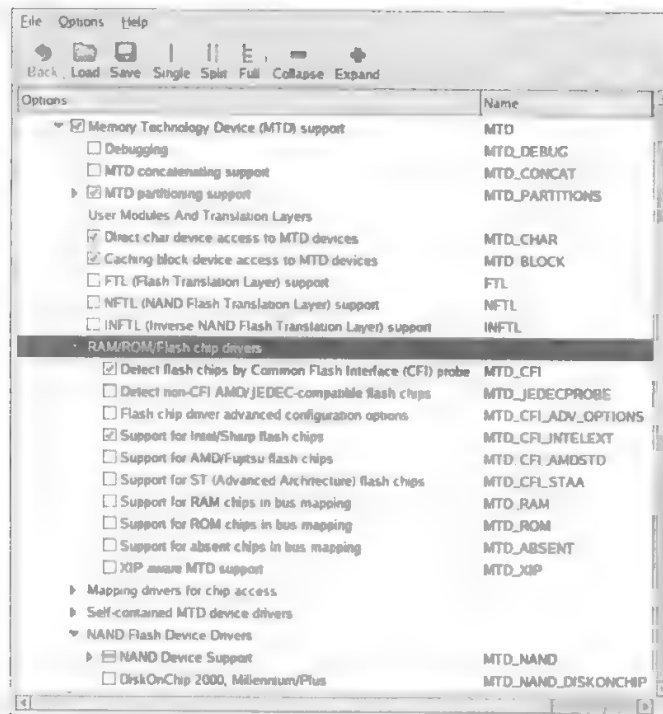 File Options Help
Back Load Save Single Split Full Collapse Expand
Options Name
Memory Technology Device (MTD) support MTD
Debugging MTD_DEBUG
MTD concatenating support MTD_CONCAT
MTD partitioning support MTD_PARTITIONS
User Modules And Translation Layers
Direct char device access to MTD devices MTD_CHAR
Caching block device access to MTD devices MTD_BLOCK
FTL (Flash Translation Layer) support FTL
NFTL (NAND Flash Translation Layer) support NFTL
INFTL (Inverse NAND Flash Translation Layer) support INFTL
RAM/ROM/Flash chip drivers
Detect flash chips by Common Flash Interface (CFI) probe MTD_CFI
Detect non-CFI AMD/JEDEC-compatible flash chips MTD_JEDECPROBE
Flash chip driver advanced configuration options MTD_CFI_ADV_OPTIONS
Support for Intel/Sharp flash chips MTD_CFI_INTELEXT
Support for AMD/Fujitsu flash chips MTD_CFI_AMDSTD
Support for ST (Advanced Architecture) flash chips MTD_CFI_STAA
Support for RAM chips in bus mapping MTD_RAM
Support for ROM chips in bus mapping MTD_ROM
Support for absent chips in bus mapping MTD_ABSENT
XIP aware MTD support MTD_XIP
Mapping drivers for chip access
Self-contained MTD device drivers
NAND Flash Device Drivers
NAND Device Support MTD_NAND
DiskOnChip 2000, Millennium/Plus MTD_NAND_DISKONCHIP